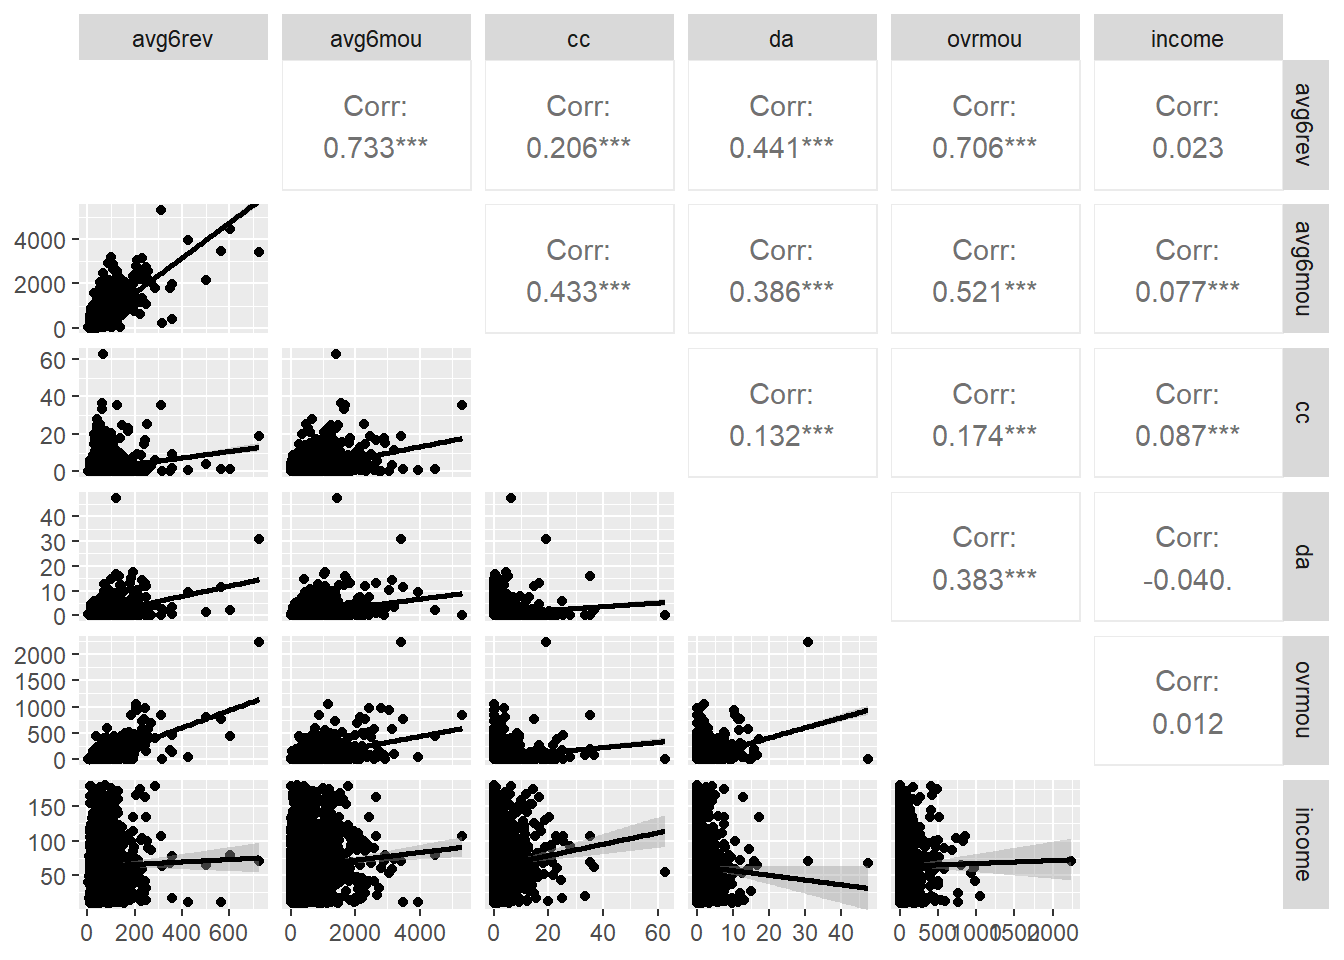 avg6rev avg6mou cc da ovrmou income
Corr: Corr: Corr: Corr: Corr:
0.733*** 0.206*** 0.441*** 0.706*** 0.023
avg6rev
Corr: Corr: Corr: Corr:
0.433*** 0.386*** 0.521*** 0.077***
avg6mou
4000
2000
0
Corr: Corr: Corr:
0.132*** 0.174*** 0.087***
cc
60
40
20
0
Corr: Corr:
0.383*** -0.040.
da
40
30
20
10
0
Corr:
0.012
ovrmou
2000
1500
1000
500
0
income
150
100
50
0 200 400 600 0 2000 4000 0 20 40 60 0 10 20 30 40 0 500 1000 1500 2000